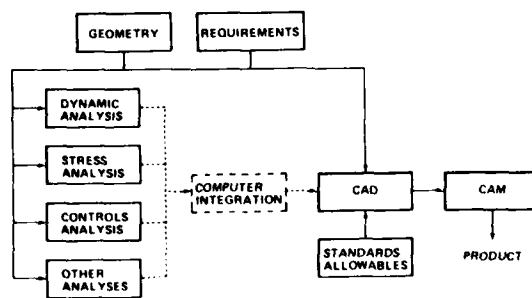 GEOMETRY
REQUIREMENTS
DYNAMIC
ANALYSIS
STRESS
ANALYSIS
CONTROLS
ANALYSIS
OTHER
ANALYSES
COMPUTER
INTEGRATION
CAD
CAM
STANDARDS
ALLOWABLES
PRODUCT